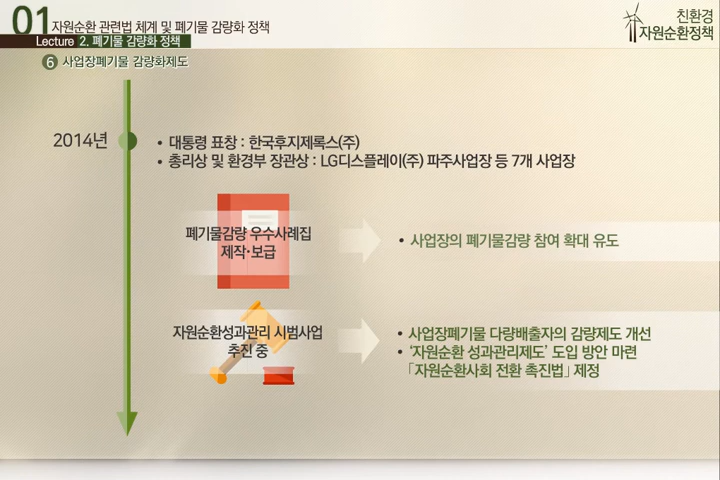 01 자원순환 관련법 체계 및 폐기물 감량화 정책
Lecture 2. 폐기물 감량화 정책
친환경
자원순환정책
6 사업장폐기물 감량화제도
2014년
• 대통령 표창 : 한국후지제록스(주)
• 총리상 및 환경부 장관상 : LG디스플레이(주) 파주사업장 등 7개 사업장
폐기물감량 우수사례집
제작·보급
• 사업장의 폐기물감량 참여 확대 유도
자원순환성과관리 시범사업
추진 중
• 사업장폐기물 다량배출자의 감량제도 개선
• ‘자원순환 성과관리제도’ 도입 방안 마련
「자원순환사회 전환 촉진법」 제정